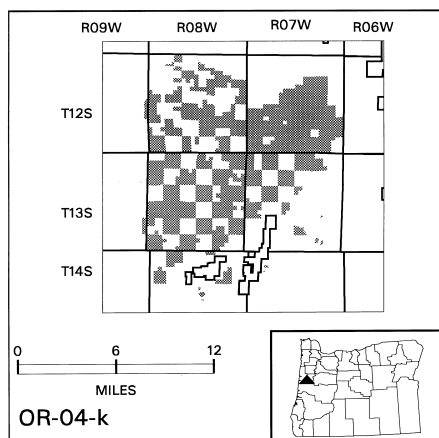 R09W R08W R07W R06W
T12S
T13S
T14S
0 6 12
MILES
OR-04-k